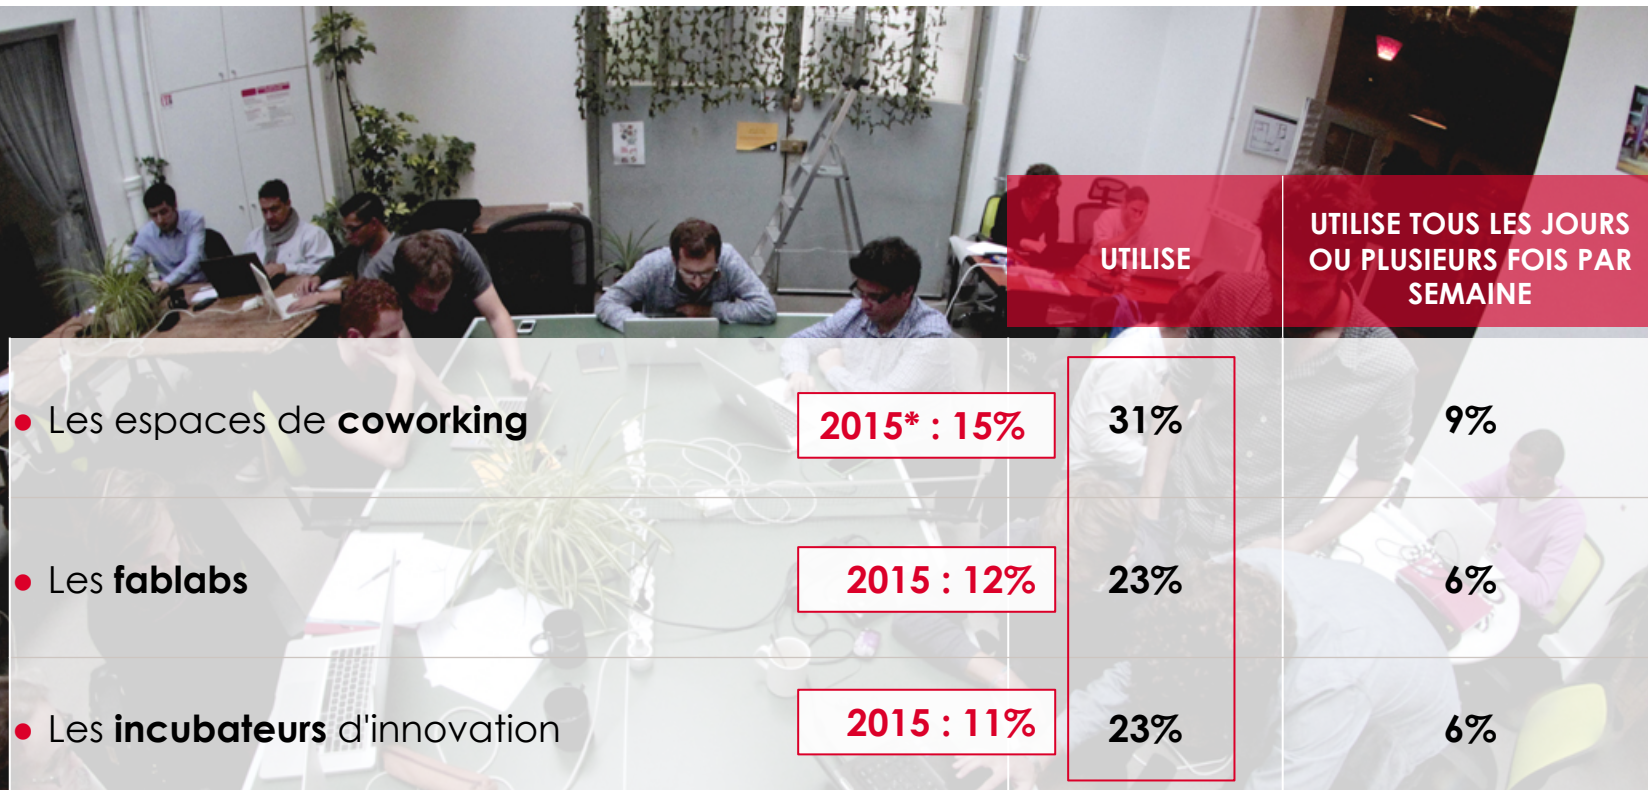 UTILISE
UTILISE TOUS LES JOURS
OU PLUSIEURS FOIS PAR
SEMAINE
● Les espaces de coworking 2015* : 15% 31% 9%
● Les fablabs 2015 : 12% 23% 6%
● Les incubateurs d'innovation 2015 : 11% 23% 6%